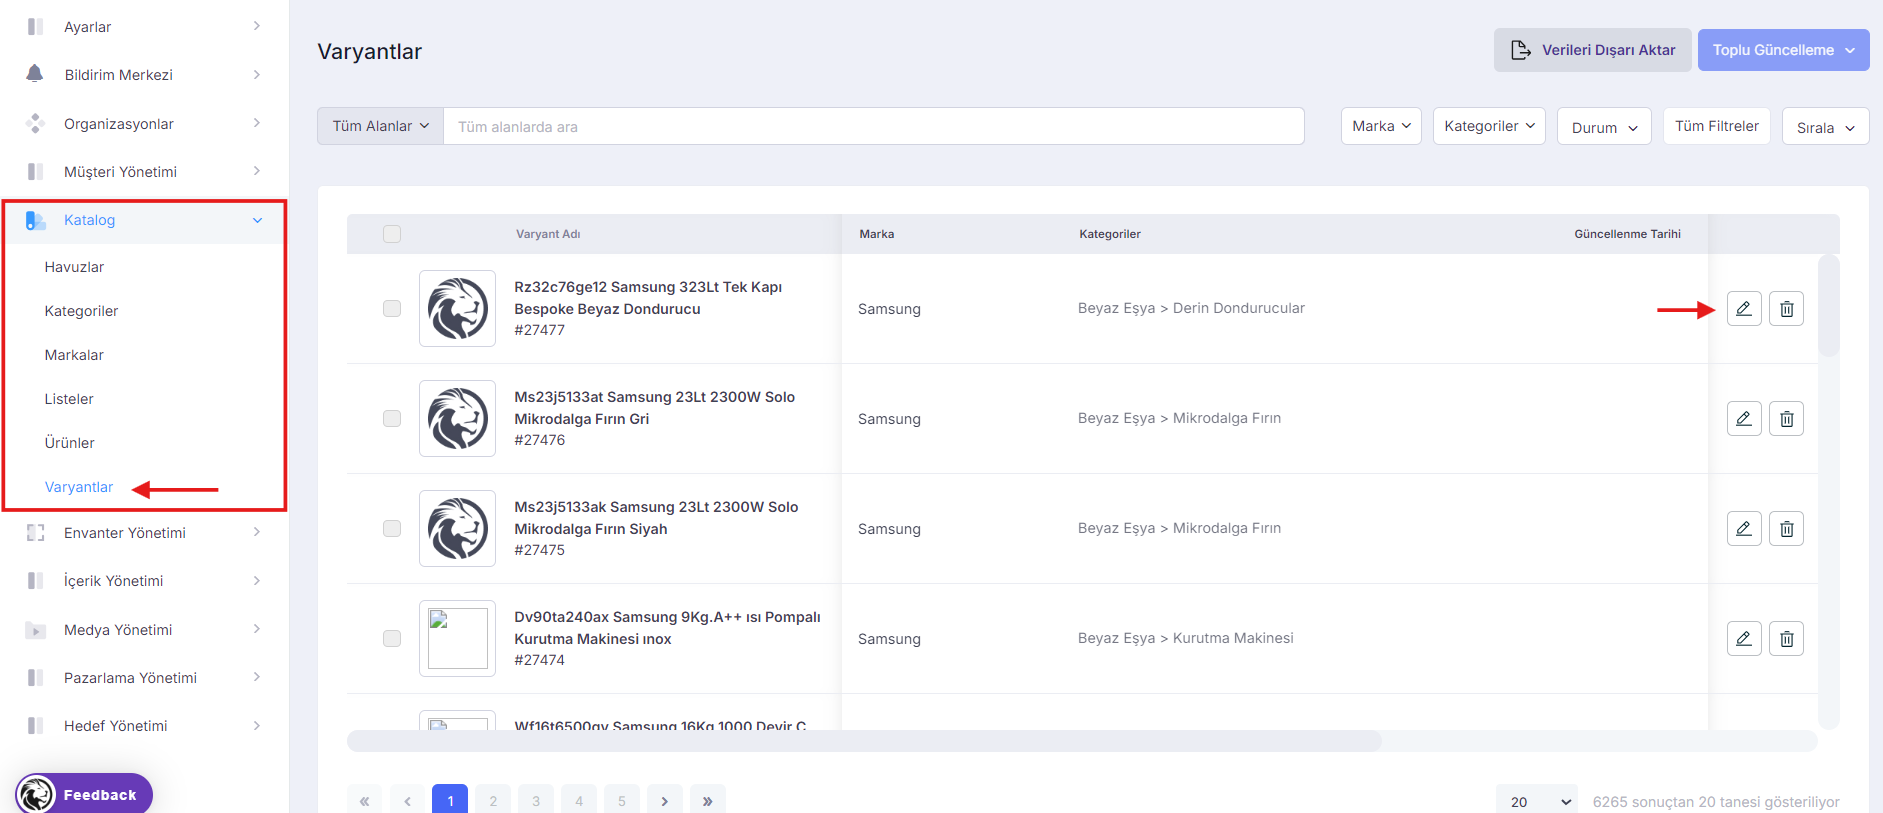 Ayarlar
Bildirim Merkezi
Organizasyonlar
Müşteri Yönetimi
Katalog
Havuzlar
Kategoriler
Markalar
Listeler
Ürünler
Varyantlar
Envanter Yönetimi
İçerik Yönetimi
Medya Yönetimi
Pazarlama Yönetimi
Hedef Yönetimi
Feedback
Varyantlar
Verileri Dışarı Aktar
Toplu Güncelleme
Tüm Alanlar
Tüm alanlarda ara
Marka
Kategoriler
Durum
Tüm Filtreler
Sırala
Varyant Adı
Marka
Kategoriler
Güncellenme Tarihi
Rz32c76ge12 Samsung 323Lt Tek Kapı
Bespoke Beyaz Dondurucu
#27477
Samsung
Beyaz Eşya > Derin Dondurucular
Ms23j5133at Samsung 23Lt 2300W Solo
Mikrodalga Fırın Gri
#27476
Samsung
Beyaz Eşya > Mikrodalga Fırın
Ms23j5133ak Samsung 23Lt 2300W Solo
Mikrodalga Fırın Siyah
#27475
Samsung
Beyaz Eşya > Mikrodalga Fırın
Dv90ta240ax Samsung 9Kg.A++ ısı Pompalı
Kurutma Makinesi ınox
#27474
Samsung
Beyaz Eşya > Kurutma Makinesi
Wf16t6500gv Samsung 16Kg 1000 Devir Ç
« ‹ 1 2 3 4 5 › »
20
6265 sonuçtan 20 tanesi gösteriliyor